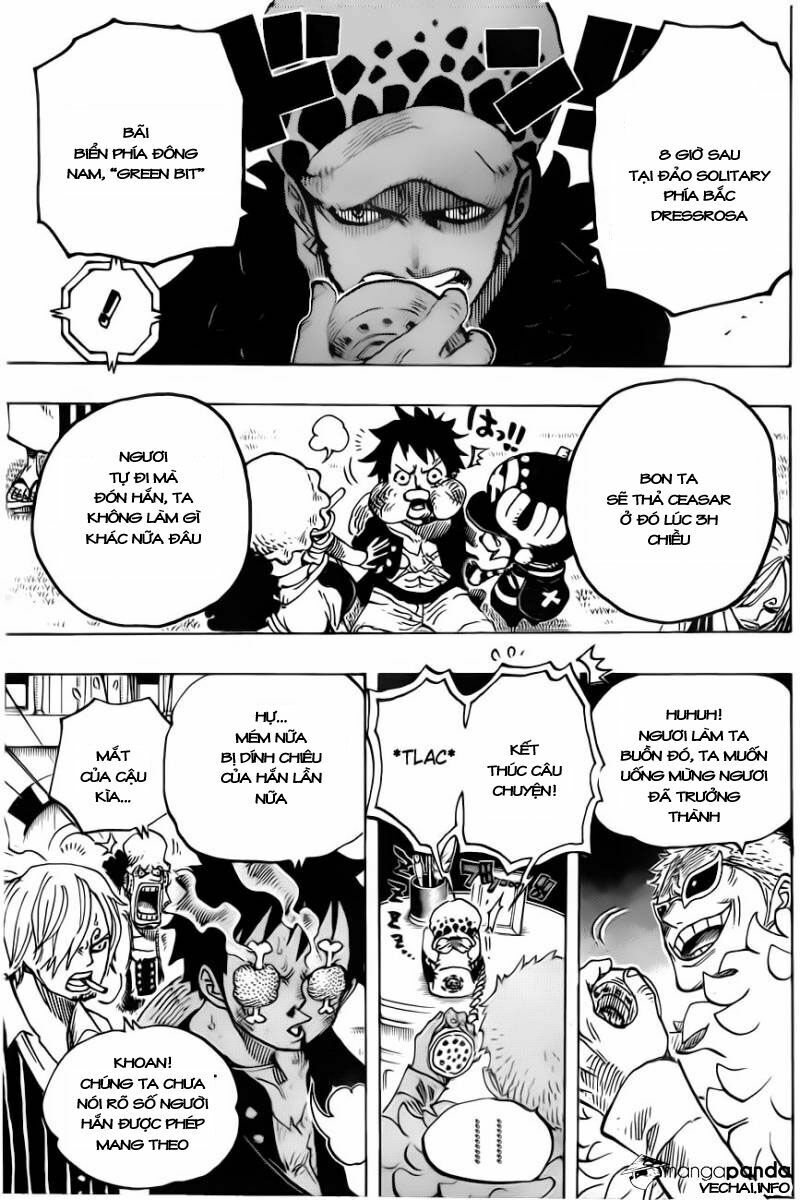 8 GIỜ SAU
TẠI ĐẢO SOLITARY
PHÍA BẮC
DRESSROSA
BÃI
BIỂN PHÍA ĐÔNG
NAM, "GREEN BIT"
!
BON TA
SẼ THẢ CEASAR
Ở ĐÓ LÚC 3H
CHIỀU
はっ!!
NGƯƠI
TỰ ĐI MÀ
ĐÓN HẮN, TA
KHÔNG LÀM GÌ
KHÁC NỮA ĐÂU
HUHUH!
NGƯƠI LÀM TA
BUỒN ĐÓ, TA MUỐN
UỐNG MỪNG NGƯƠI
ĐÃ TRƯỞNG
THÀNH
KẾT
THÚC CÂU
CHUYỆN!
*TLAC*
!!
HỰ...
MÉM NỮA
BỊ DÍNH CHIÊU
CỦA HẮN LẦN
NỮA
MẮT
CỦA CẬU
KÌA...
KHOAN!
CHÚNG TA CHƯA
NÓI RÕ SỐ NGƯỜI
HẮN ĐƯỢC PHÉP
MANG THEO
mangapanda
VECHAI.INFO